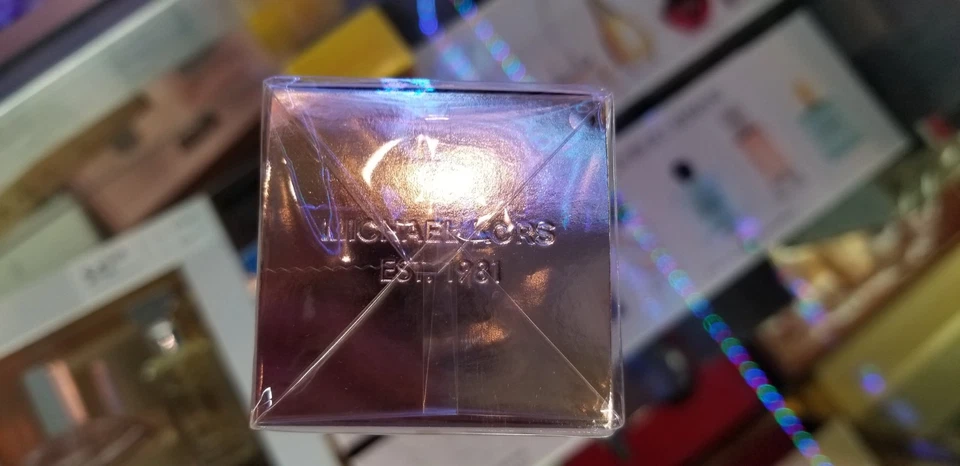 MICHAEL KORS
EST. 1981